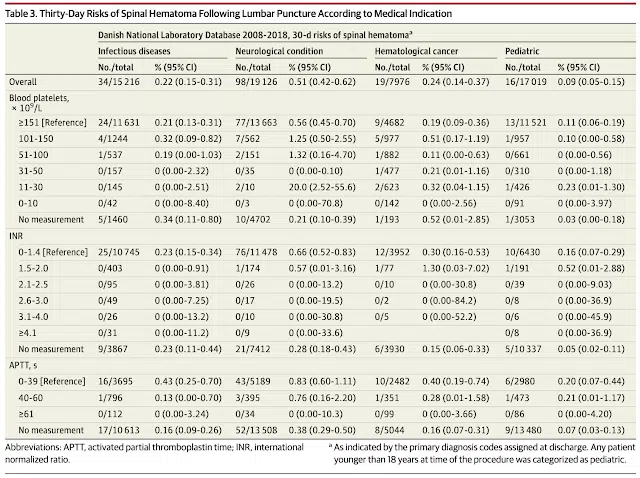 Table 3. Thirty-Day Risks of Spinal Hematoma Following Lumbar Puncture According to Medical Indication
Danish National Laboratory Database 2008-2018, 30-d risks of spinal hematomaª
Infectious diseases Neurological condition Hematological cancer Pediatric
No./total % (95% CI) No./total % (95% CI) No./total % (95% CI) No./total % (95% CI)
Overall 34/15 216 0.22 (0.15-0.31) 98/19 126 0.51 (0.42-0.62) 19/7976 0.24 (0.14-0.37) 16/17 019 0.09 (0.05-0.15)
Blood platelets,
× 10⁹/L
≥151 [Reference] 24/11 631 0.21 (0.13-0.31) 77/13 663 0.56 (0.45-0.70) 9/4682 0.19 (0.09-0.36) 13/11 521 0.11 (0.06-0.19)
101-150 4/1244 0.32 (0.09-0.82) 7/562 1.25 (0.50-2.55) 5/977 0.51 (0.17-1.19) 1/957 0.10 (0.00-0.58)
51-100 1/537 0.19 (0.00-1.03) 2/151 1.32 (0.16-4.70) 1/882 0.11 (0.00-0.63) 0/661 0 (0.00-0.56)
31-50 0/157 0 (0.00-2.32) 0/35 0 (0.00-0.10) 1/477 0.21 (0.01-1.16) 0/310 0 (0.00-1.18)
11-30 0/145 0 (0.00-2.51) 2/10 20.0 (2.52-55.6) 2/623 0.32 (0.04-1.15) 1/426 0.23 (0.01-1.30)
0-10 0/42 0 (0.00-8.40) 0/3 0 (0.00-70.8) 0/142 0 (0.00-2.56) 0/91 0 (0.00-3.97)
No measurement 5/1460 0.34 (0.11-0.80) 10/4702 0.21 (0.10-0.39) 1/193 0.52 (0.01-2.85) 1/3053 0.03 (0.00-0.18)
INR
0-1.4 [Reference] 25/10 745 0.23 (0.15-0.34) 76/11 478 0.66 (0.52-0.83) 12/3952 0.30 (0.16-0.53) 10/6430 0.16 (0.07-0.29)
1.5-2.0 0/403 0 (0.00-0.91) 1/174 0.57 (0.01-3.16) 1/77 1.30 (0.03-7.02) 1/191 0.52 (0.01-2.88)
2.1-2.5 0/95 0 (0.00-3.81) 0/26 0 (0.00-13.2) 0/10 0 (0.00-30.8) 0/39 0 (0.00-9.03)
2.6-3.0 0/49 0 (0.00-7.25) 0/17 0 (0.00-19.5) 0/2 0 (0.00-84.2) 0/8 0 (0.00-36.9)
3.1-4.0 0/26 0 (0.00-13.2) 0/10 0 (0.00-30.8) 0/5 0 (0.00-52.2) 0/6 0 (0.00-45.9)
≥4.1 0/31 0 (0.00-11.2) 0/9 0 (0.00-33.6) 0/8 0 (0.00-36.9)
No measurement 9/3867 0.23 (0.11-0.44) 21/7412 0.28 (0.18-0.43) 6/3930 0.15 (0.06-0.33) 5/10 337 0.05 (0.02-0.11)
APTT, s
0-39 [Reference] 16/3695 0.43 (0.25-0.70) 43/5189 0.83 (0.60-1.11) 10/2482 0.40 (0.19-0.74) 6/2980 0.20 (0.07-0.44)
40-60 1/796 0.13 (0.00-0.70) 3/395 0.76 (0.16-2.20) 1/351 0.28 (0.01-1.58) 1/473 0.21 (0.01-1.17)
≥61 0/112 0 (0.00-3.24) 0/34 0 (0.00-10.3) 0/99 0 (0.00-3.66) 0/86 0 (0.00-4.20)
No measurement 17/10 613 0.16 (0.09-0.26) 52/13 508 0.38 (0.29-0.50) 8/5044 0.16 (0.07-0.31) 9/13 480 0.07 (0.03-0.13)
Abbreviations: APTT, activated partial thromboplastin time; INR, international
normalized ratio.
ª As indicated by the primary diagnosis codes assigned at discharge. Any patient
younger than 18 years at time of the procedure was categorized as pediatric.